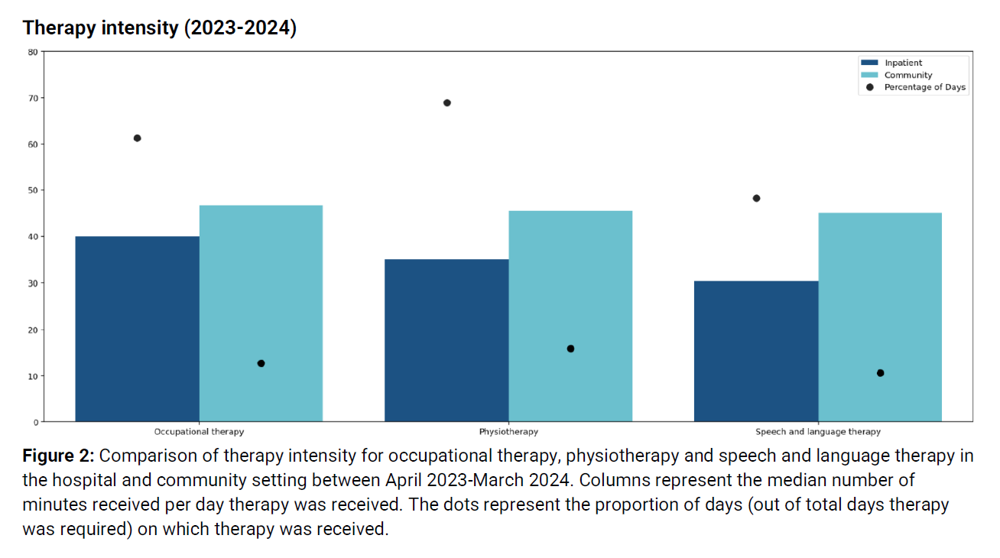 Therapy intensity (2023-2024)
80
70
60
50
40
30
20
10
0
Inpatient
Community
Percentage of Days
Occupational therapy
Physiotherapy
Speech and language therapy
Figure 2: Comparison of therapy intensity for occupational therapy, physiotherapy and speech and language therapy in
the hospital and community setting between April 2023-March 2024. Columns represent the median number of
minutes received per day therapy was received. The dots represent the proportion of days (out of total days therapy
was required) on which therapy was received.